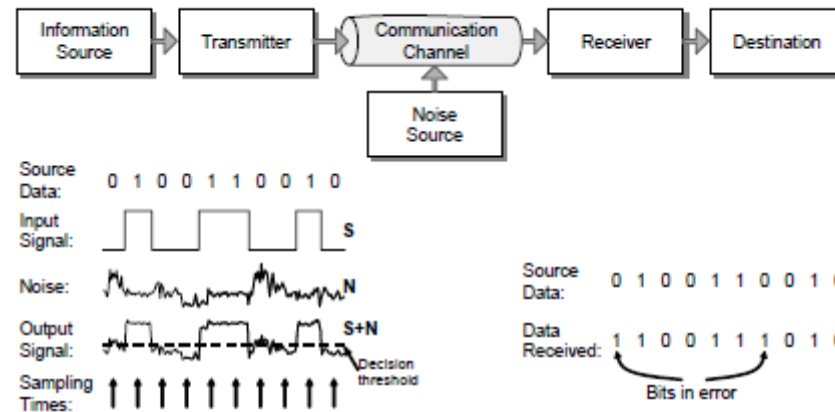 Information Source
Transmitter
Communication Channel
Receiver
Destination
Noise Source
Source Data: 0 1 0 0 1 1 0 0 1 0
Input Signal: S
Noise: N
Output Signal: S+N
Decision threshold
Sampling Times:
Source Data: 0 1 0 0 1 1 0 0 1
Data Received: 1 1 0 0 1 1 1 0 1
Bits in error